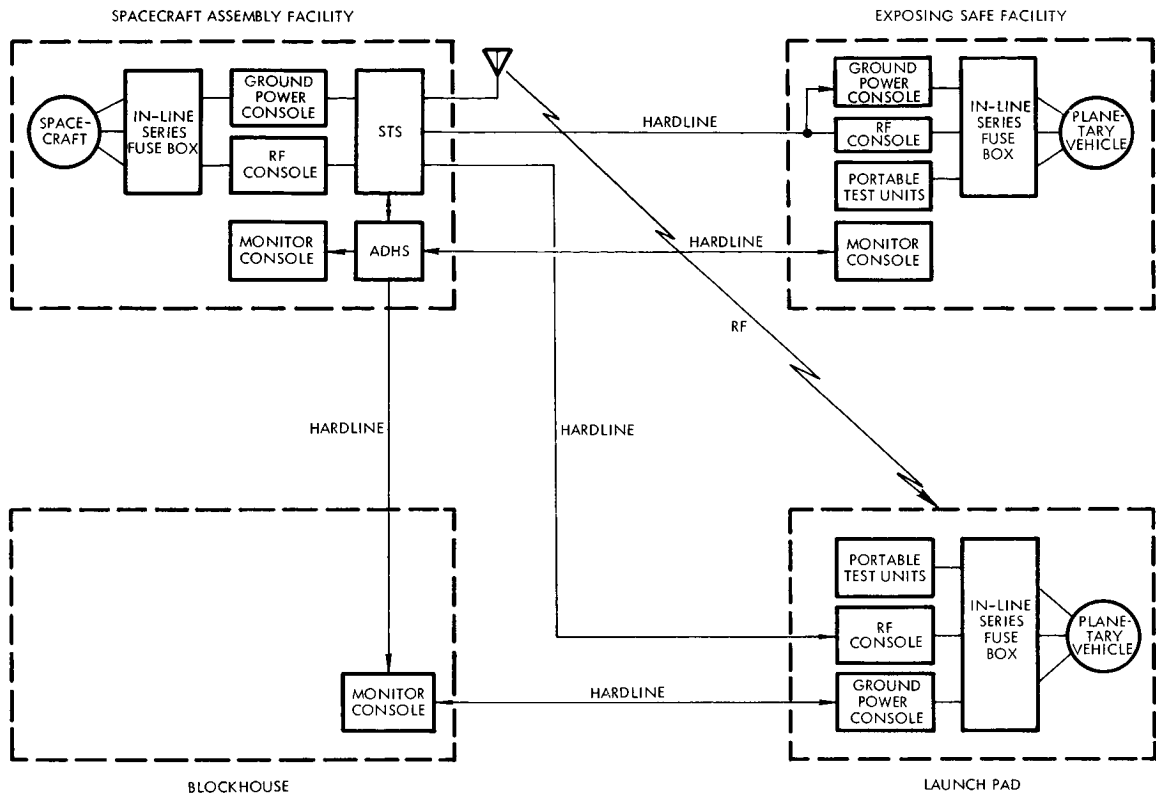 SPACECRAFT ASSEMBLY FACILITY
EXPOSING SAFE FACILITY
SPACE-
CRAFT
IN-LINE
SERIES
FUSE BOX
GROUND
POWER
CONSOLE
RF
CONSOLE
STS
MONITOR
CONSOLE
ADHS
HARDLINE
HARDLINE
RF
GROUND
POWER
CONSOLE
RF
CONSOLE
PORTABLE
TEST UNITS
MONITOR
CONSOLE
IN-LINE
SERIES
FUSE
BOX
PLANE-
TARY
VEHICLE
HARDLINE
HARDLINE
MONITOR
CONSOLE
HARDLINE
PORTABLE
TEST UNITS
RF
CONSOLE
GROUND
POWER
CONSOLE
IN-LINE
SERIES
FUSE
BOX
PLANE-
TARY
VEHICLE
BLOCKHOUSE
LAUNCH PAD